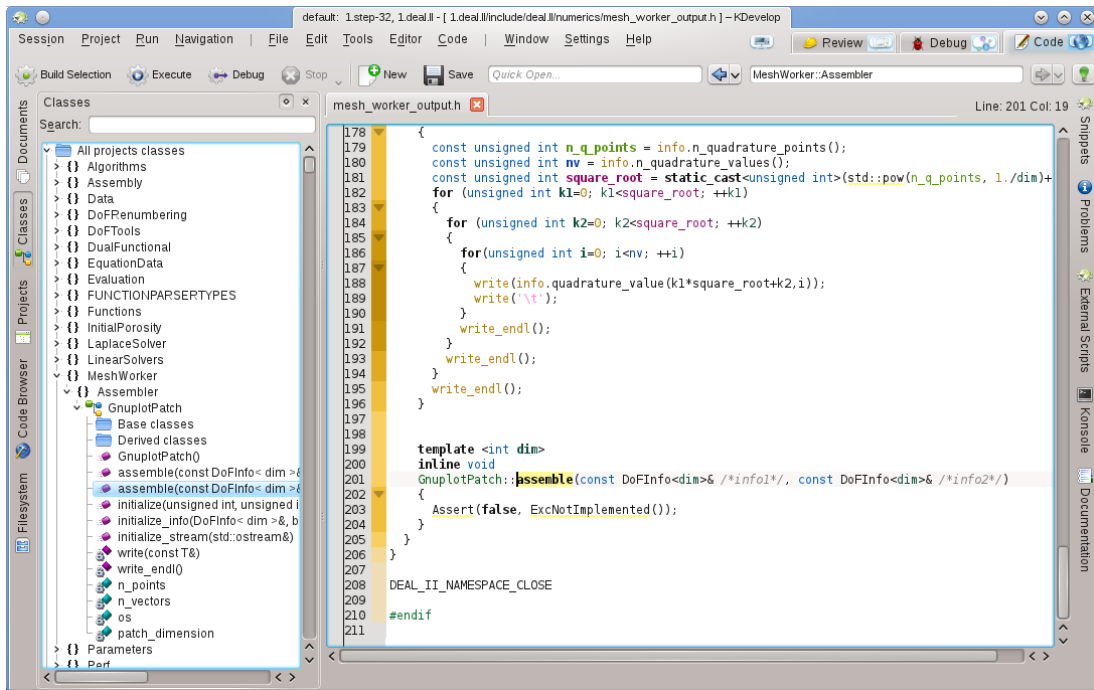 default: 1.step-32, 1.deal.II - [ 1.deal.II/include/deal.II/numerics/mesh_worker_output.h ] – KDevelop
Session Project Run Navigation | File Edit Tools Editor Code | Window Settings Help Review Debug Code
Build Selection Execute Debug Stop New Save Quick Open... MeshWorker::Assembler
Documents
Classes
Projects
Code Browser
Filesystem
Classes
Search:
All projects classes
{} Algorithms
{} Assembly
{} Data
{} DoFRenumbering
{} DoFTools
{} DualFunctional
{} EquationData
{} Evaluation
{} FUNCTIONPARSERTYPES
{} Functions
{} InitialPorosity
{} LaplaceSolver
{} LinearSolvers
{} MeshWorker
{} Assembler
GnuplotPatch
Base classes
Derived classes
GnuplotPatch()
assemble(const DoFInfo< dim >&
assemble(const DoFInfo< dim >&
initialize(unsigned int, unsigned i
initialize_info(DoFInfo< dim >&, b
initialize_stream(std::ostream&)
write(const T&)
write_endl()
n_points
n_vectors
os
patch_dimension
{} Parameters
{} Perf
mesh_worker_output.h
Line: 201 Col: 19
178 {
179 const unsigned int n_q_points = info.n_quadrature_points();
180 const unsigned int nv = info.n_quadrature_values();
181 const unsigned int square_root = static_cast<unsigned int>(std::pow(n_q_points, 1./dim)+
182 for (unsigned int k1=0; k1<square_root; ++k1)
183 {
184 for (unsigned int k2=0; k2<square_root; ++k2)
185 {
186 for(unsigned int i=0; i<nv; ++i)
187 {
188 write(info.quadrature_value(k1*square_root+k2,i));
189 write('\t');
190 }
191 write_endl();
192 }
193 write_endl();
194 }
195 write_endl();
196 }
197
198
199 template <int dim>
200 inline void
201 GnuplotPatch::assemble(const DoFInfo<dim>& /*info1*/, const DoFInfo<dim>& /*info2*/)
202 {
203 Assert(false, ExcNotImplemented());
204 }
205 }
206 }
207
208 DEAL_II_NAMESPACE_CLOSE
209
210 #endif
211
Snippets
Problems
External Scripts
Konsole
Documentation